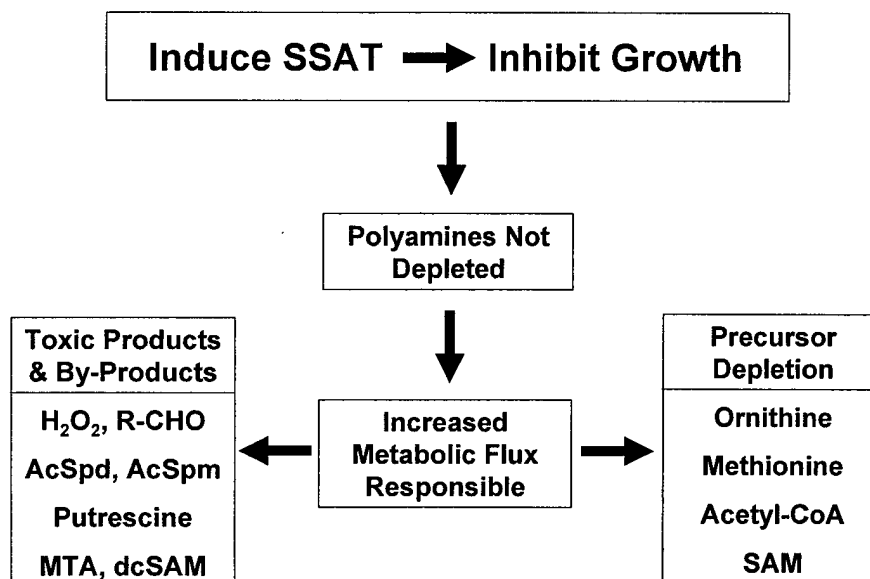 Induce SSAT → Inhibit Growth
Polyamines Not
Depleted
Toxic Products
& By-Products
H₂O₂, R-CHO
AcSpd, AcSpm
Putrescine
MTA, dcSAM
Increased
Metabolic Flux
Responsible
Precursor
Depletion
Ornithine
Methionine
Acetyl-CoA
SAM